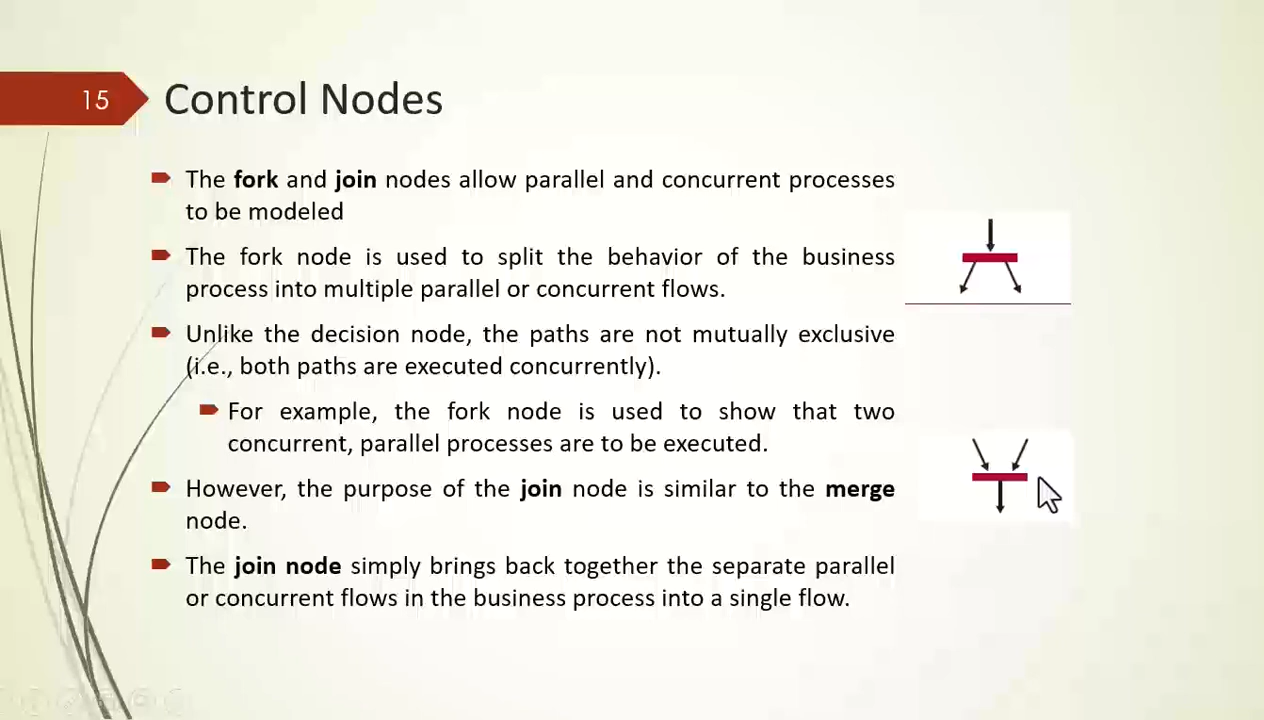 15
Control Nodes
The fork and join nodes allow parallel and concurrent processes
to be modeled
The fork node is used to split the behavior of the business
process into multiple parallel or concurrent flows.
Unlike the decision node, the paths are not mutually exclusive
(i.e., both paths are executed concurrently).
For example, the fork node is used to show that two
concurrent, parallel processes are to be executed.
However, the purpose of the join node is similar to the merge
node.
The join node simply brings back together the separate parallel
or concurrent flows in the business process into a single flow.